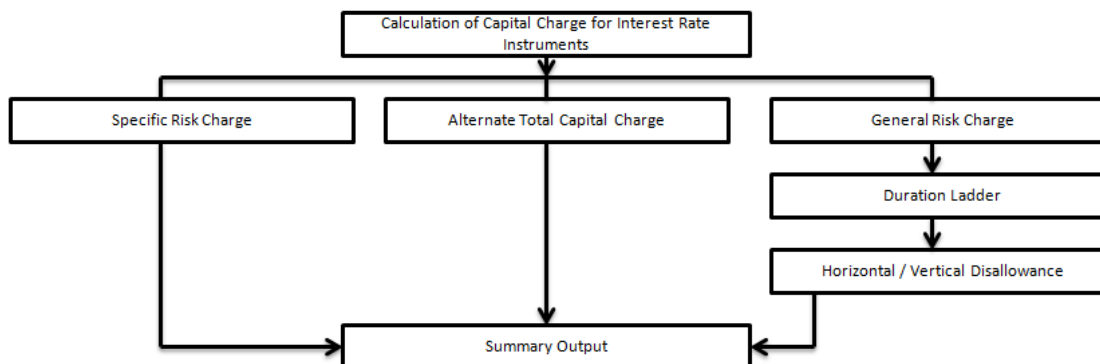 Calculation of Capital Charge for Interest Rate
Instruments
Specific Risk Charge
Alternate Total Capital Charge
General Risk Charge
Duration Ladder
Horizontal / Vertical Disallowance
Summary Output